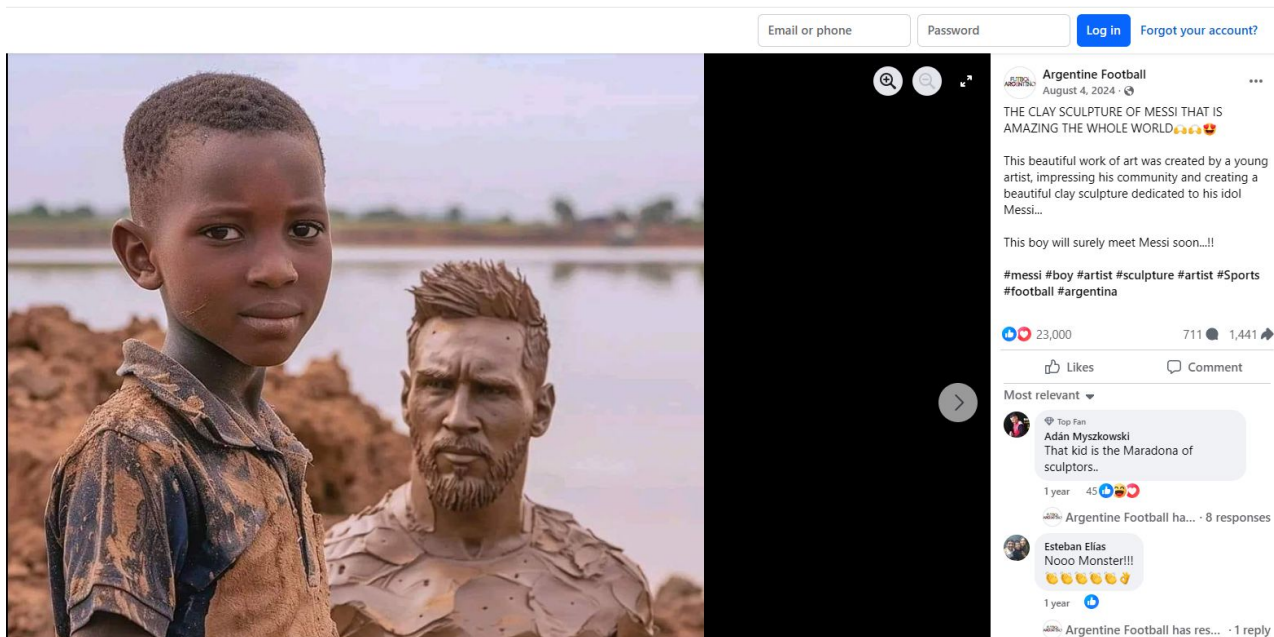 Email or phone
Password
Log in
Forgot your account?
Argentine Football
August 4, 2024 ·
THE CLAY SCULPTURE OF MESSI THAT IS
AMAZING THE WHOLE WORLD🙌🙌😍
This beautiful work of art was created by a young
artist, impressing his community and creating a
beautiful clay sculpture dedicated to his idol
Messi...
This boy will surely meet Messi soon...!!
#messi #boy #artist #sculpture #artist #Sports
#football #argentina
23,000
711
1,441
Likes
Comment
Most relevant
Top Fan
Adán Myszkowski
That kid is the Maradona of
sculptors..
1 year
45
Argentine Football ha... · 8 responses
Esteban Elías
Nooo Monster!!!
👏👏👏👏👏👌
1 year
Argentine Football has res... · 1 reply